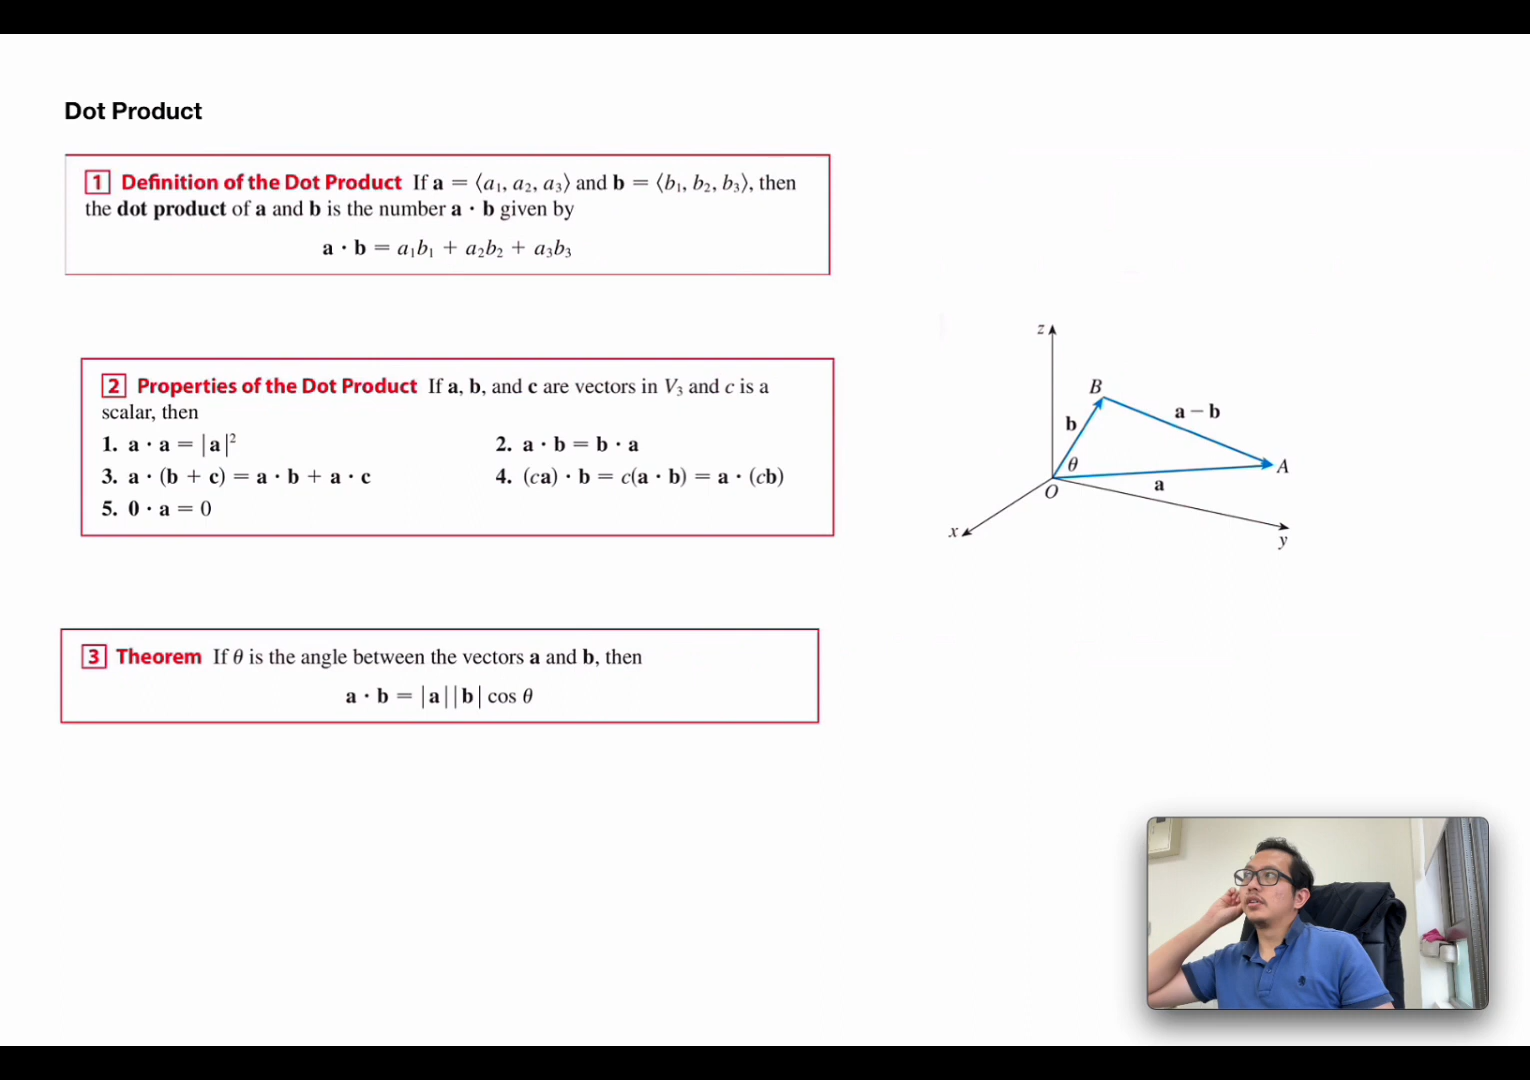 Dot Product
1 Definition of the Dot Product If a = ⟨a₁, a₂, a₃⟩ and b = ⟨b₁, b₂, b₃⟩, then
the dot product of a and b is the number a · b given by
a · b = a₁b₁ + a₂b₂ + a₃b₃
2 Properties of the Dot Product If a, b, and c are vectors in V₃ and c is a
scalar, then
1. a · a = |a|²
2. a · b = b · a
3. a · (b + c) = a · b + a · c
4. (ca) · b = c(a · b) = a · (cb)
5. 0 · a = 0
3 Theorem If θ is the angle between the vectors a and b, then
a · b = |a||b| cos θ
z
B
a − b
b
θ
A
a
O
x
y